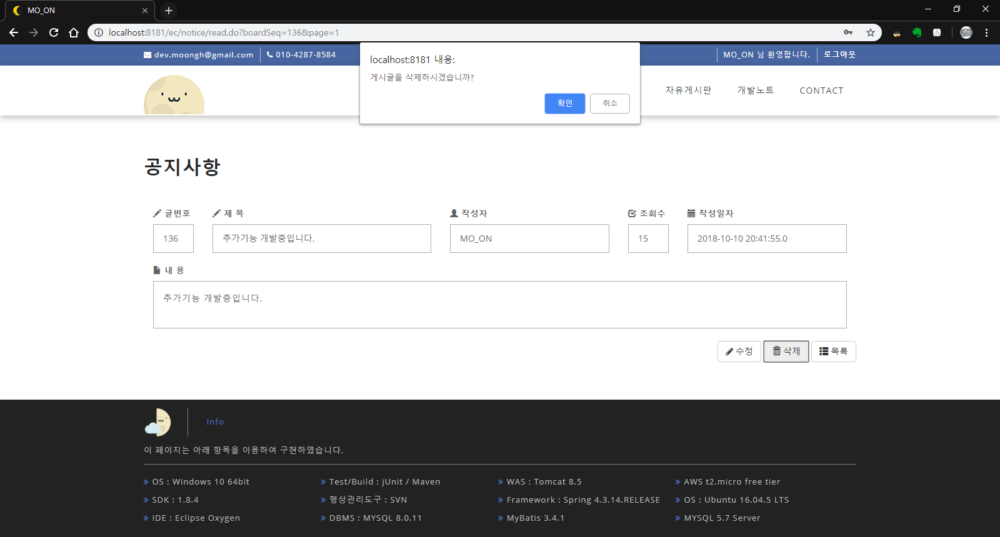 MO_ON
localhost:8181/ec/notice/read.do?boardSeq=136&page=1
dev.moongh@gmail.com 010-4287-8584 MO_ON 님 환영합니다. 로그아웃
localhost:8181 내용:
게시글을 삭제하시겠습니까?
확인 취소
자유게시판 개발노트 CONTACT
공지사항
글번호 제 목 작성자 조회수 작성일자
136 추가기능 개발중입니다. MO_ON 15 2018-10-10 20:41:55.0
내 용
추가기능 개발중입니다.
수정 삭제 목록
Info
이 페이지는 아래 항목을 이용하여 구현하였습니다.
OS : Windows 10 64bit Test/Build : jUnit / Maven WAS : Tomcat 8.5 AWS t2.micro free tier
SDK : 1.8.4 형상관리도구 : SVN Framework : Spring 4.3.14.RELEASE OS : Ubuntu 16.04.5 LTS
IDE : Eclipse Oxygen DBMS : MYSQL 8.0.11 MyBatis 3.4.1 MYSQL 5.7 Server